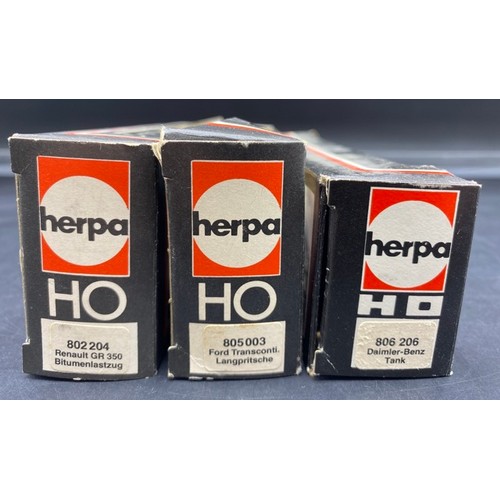 herpa
HO
802 204
Renault GR 350
Bitumenlastzug
herpa
HO
805 003
Ford Transconti.
Langpritsche
herpa
HO
806 206
Daimler-Benz
Tank